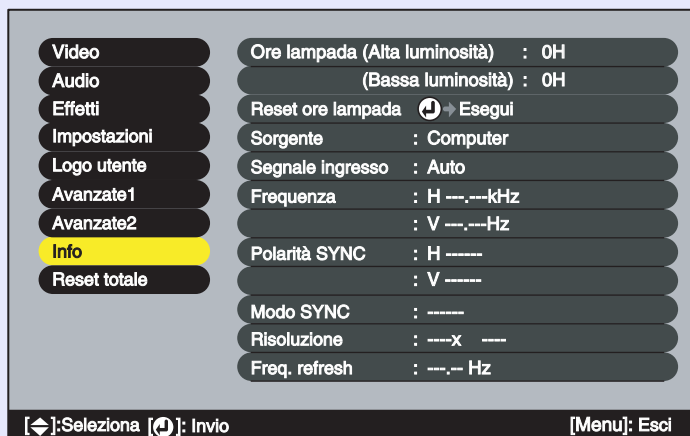 Video
Audio
Effetti
Impostazioni
Logo utente
Avanzate1
Avanzate2
Info
Reset totale
Ore lampada (Alta luminosità) : 0H
(Bassa luminosità) : 0H
Reset ore lampada Esegui
Sorgente : Computer
Segnale ingresso : Auto
Frequenza : H ---.---kHz
: V ---.---Hz
Polarità SYNC : H ------
: V ------
Modo SYNC : ------
Risoluzione : ----x ----
Freq. refresh : ---.-- Hz
[ ]:Seleziona [ ]: Invio [Menu]: Esci